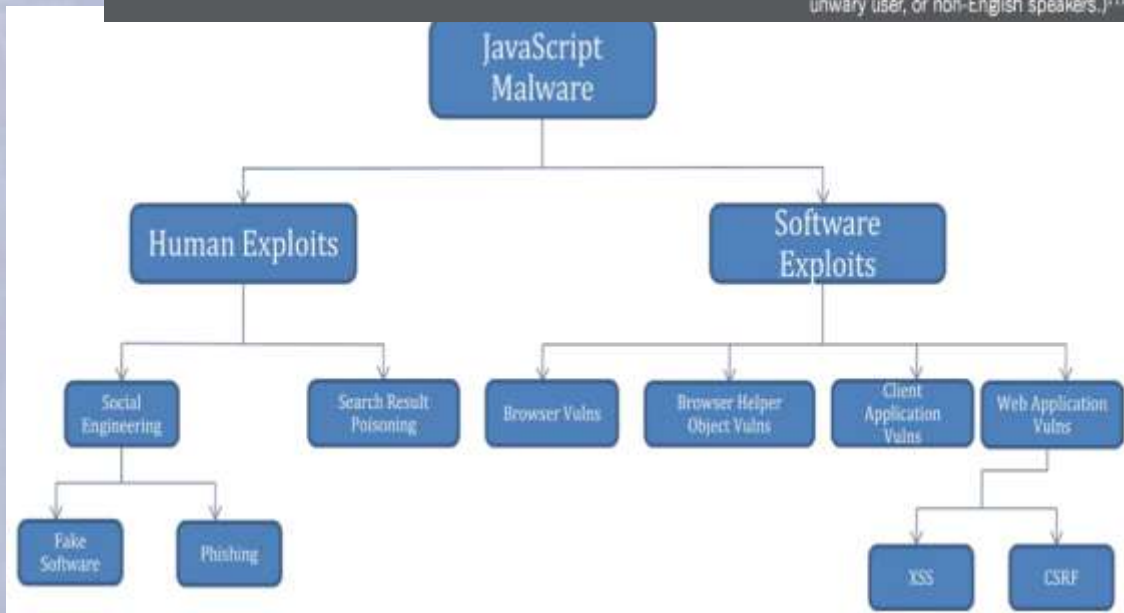 unwary user, or non-English speakers.)
JavaScript
Malware
Human Exploits
Software
Exploits
Social
Engineering
Search Result
Poisoning
Browser Vulns
Browser Helper
Object Vulns
Client
Application
Vulns
Web Application
Vulns
Fake
Software
Phishing
XSS
CSRF